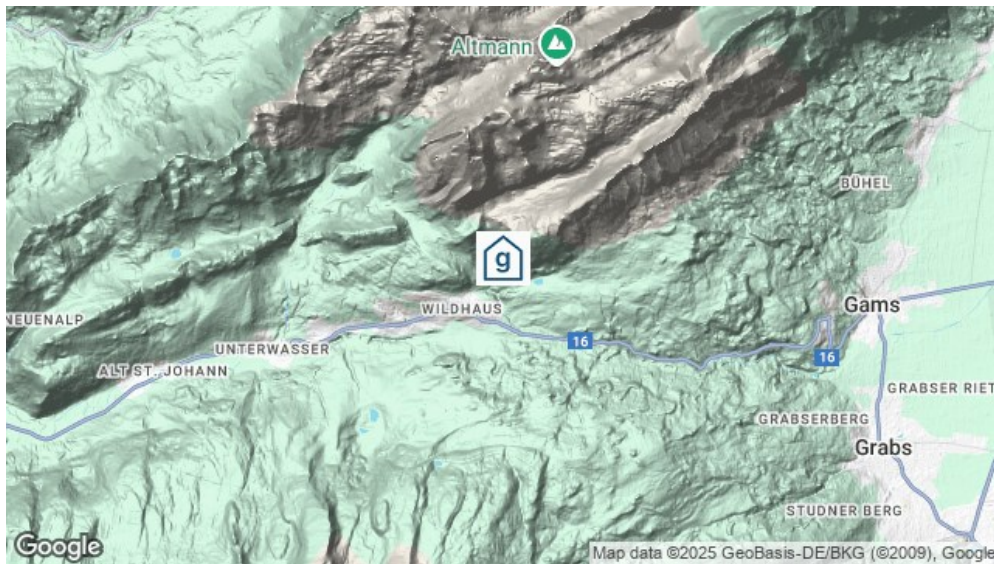 Altmann
BÜHEL
g
Gams
WILDHAUS
NEUENALP
16
UNTERWASSER
16
ALT ST. JOHANN
GRABSER RIET
GRABSERBERG
Grabs
STUDNER BERG
Google
Map data ©2025 GeoBasis-DE/BKG (©2009), Google